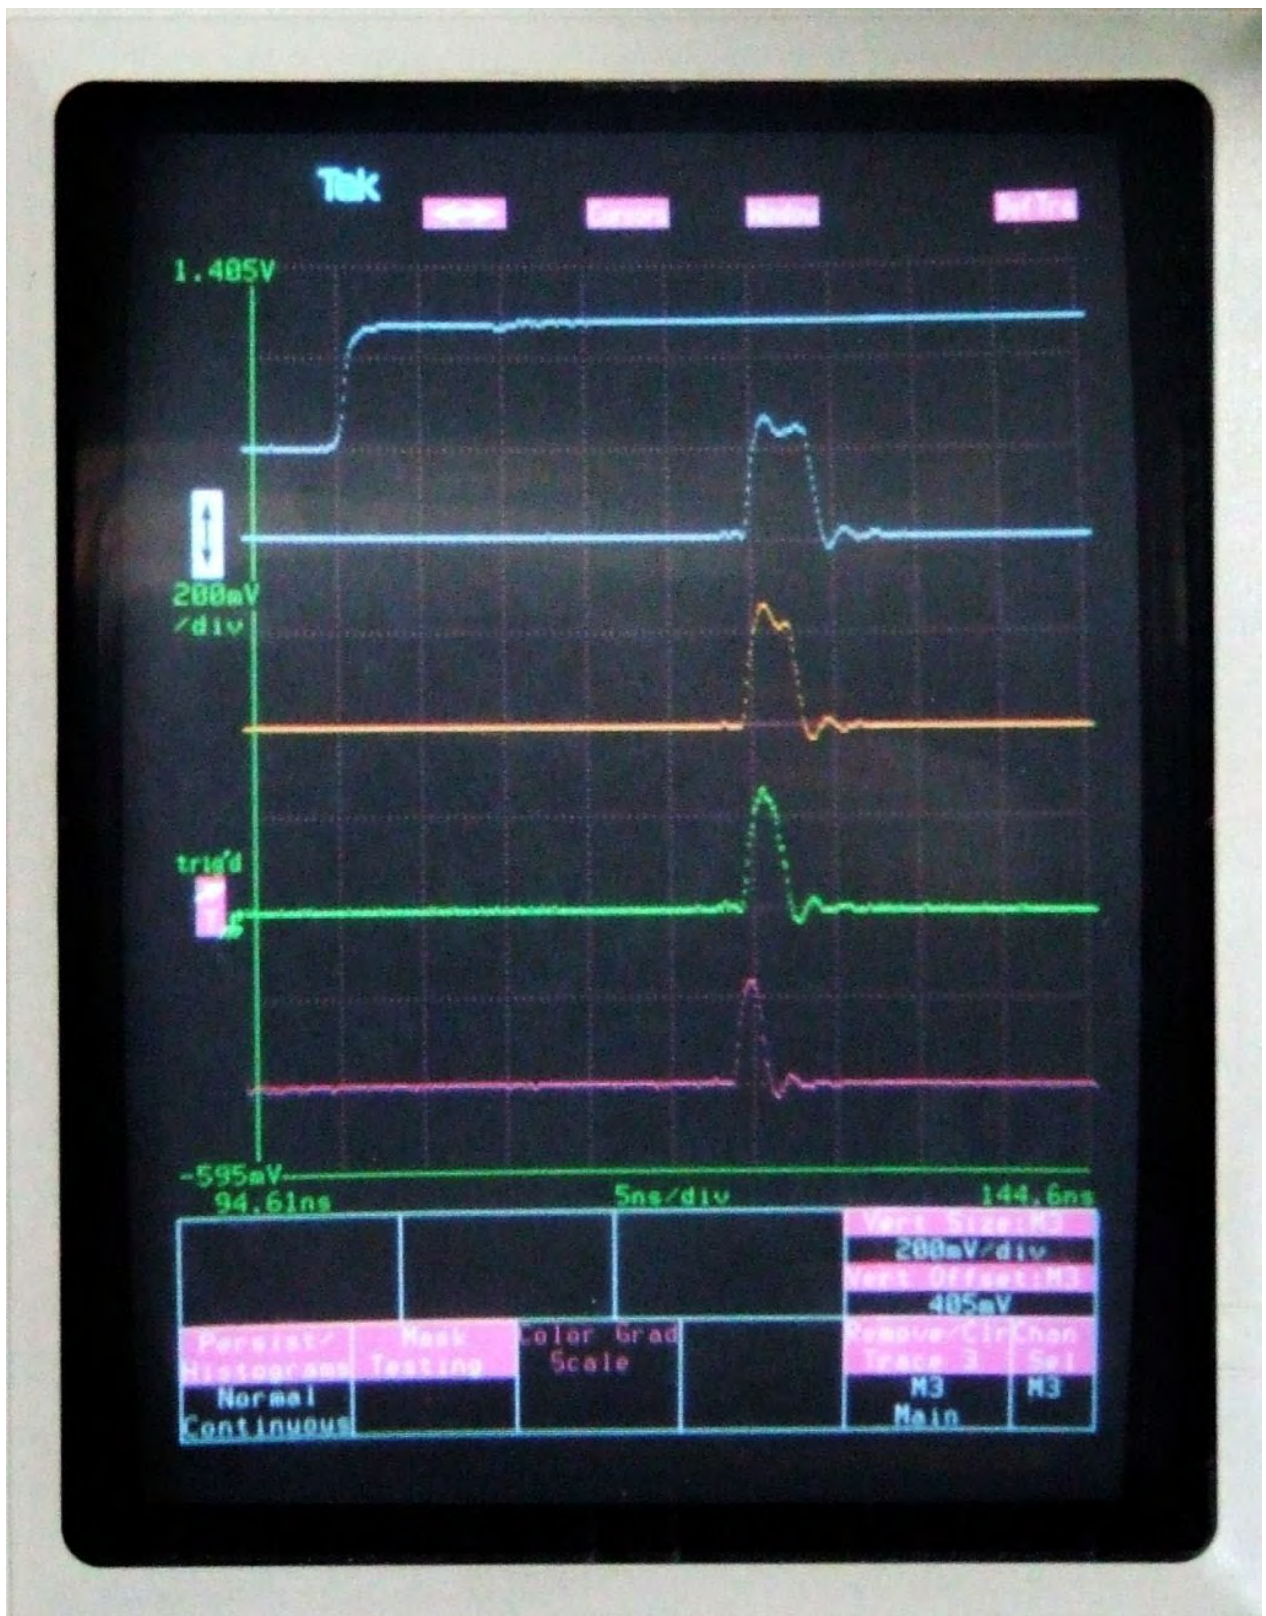 Tek
Cursors Window DefTra
1.405V
200mV
/div
trig'd
-595mV
94.61ns 5ns/div 144.6ns
Vert Size:M3
200mV/div
Vert Offset:M3
405mV
Persist/ Mask Color Grad Remove/Clr Chan
Histograms Testing Scale Trace 3 Sel
Normal M3 M3
Continuous Main